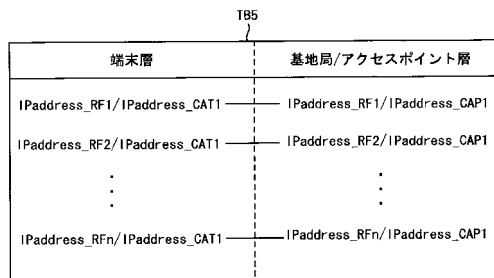 TB5
端末層 基地局/アクセスポイント層
IPaddress_RF1/IPaddress_CAT1 IPaddress_RF1/IPaddress_CAP1
IPaddress_RF2/IPaddress_CAT1 IPaddress_RF2/IPaddress_CAP1
IPaddress_RFn/IPaddress_CAT1 IPaddress_RFn/IPaddress_CAP1